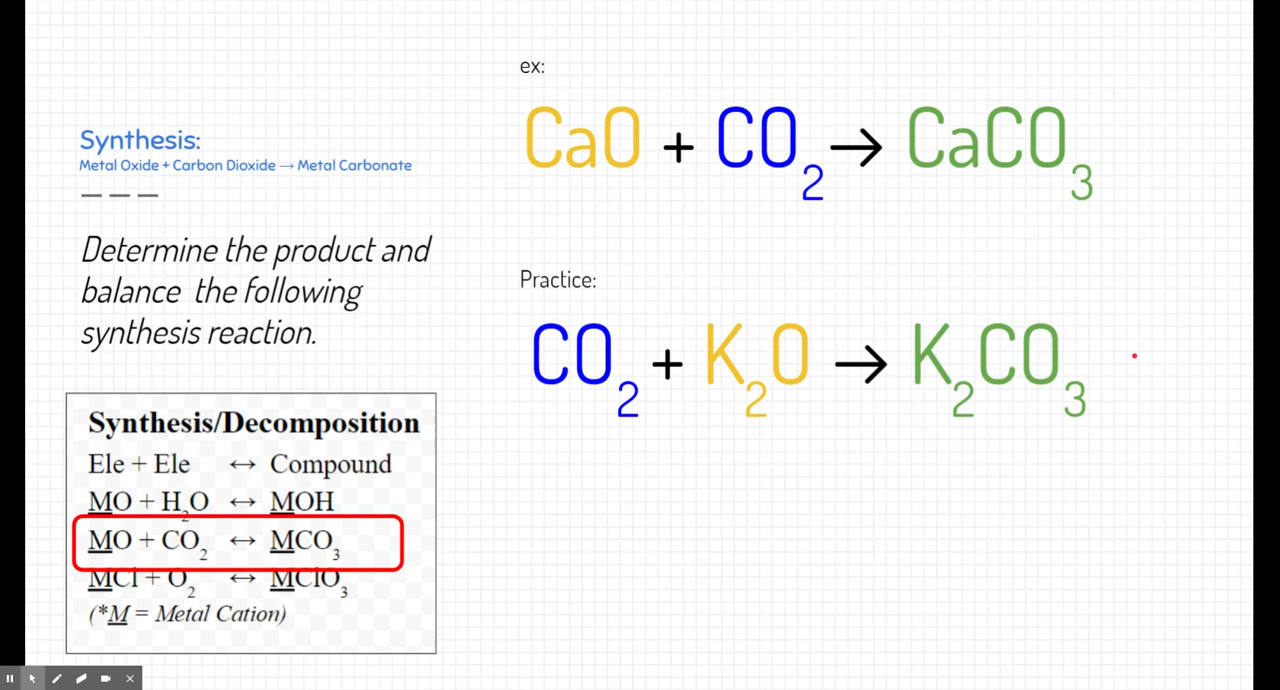 Synthesis:
Metal Oxide + Carbon Dioxide → Metal Carbonate
Determine the product and
balance the following
synthesis reaction.
Synthesis/Decomposition
Ele + Ele ↔ Compound
MO + H₂O ↔ MOH
MO + CO₂ ↔ MCO₃
MCl + O₂ ↔ MClO₃
(*M = Metal Cation)
ex:
CaO + CO₂ → CaCO₃
Practice:
CO₂ + K₂O → K₂CO₃